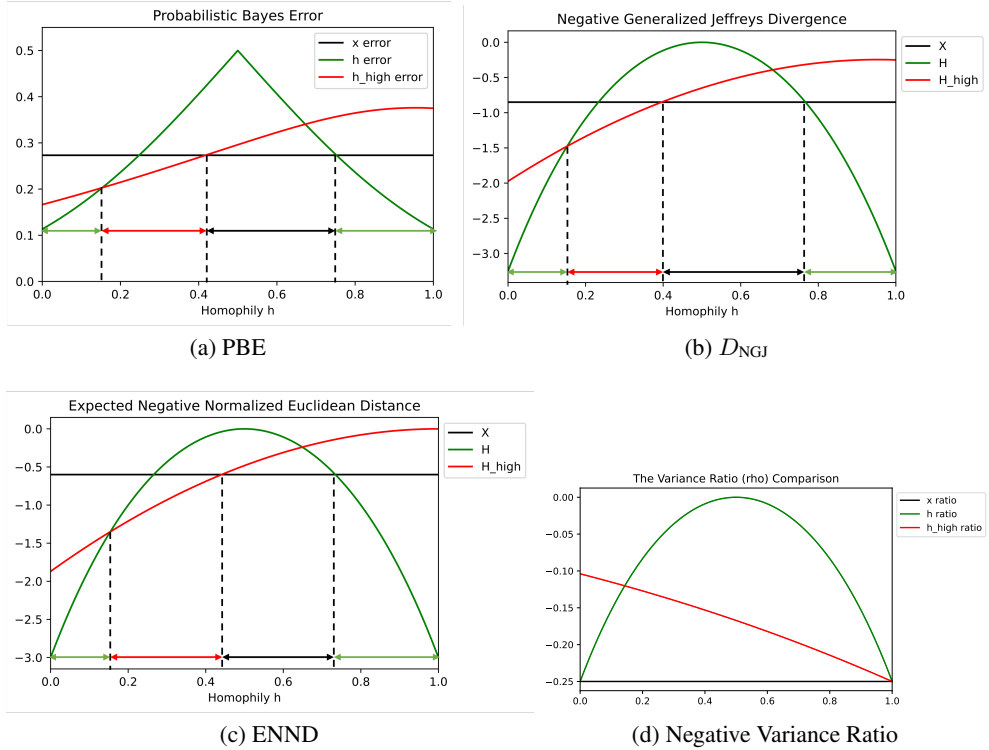 Probabilistic Bayes Error
x error
h error
h_high error
0.5
0.4
0.3
0.2
0.1
0.0
0.0 0.2 0.4 0.6 0.8 1.0
Homophily h
(a) PBE
Negative Generalized Jeffreys Divergence
X
H
H_high
0.0
−0.5
−1.0
−1.5
−2.0
−2.5
−3.0
0.0 0.2 0.4 0.6 0.8 1.0
Homophily h
(b) D_NGJ
Expected Negative Normalized Euclidean Distance
X
H
H_high
0.0
−0.5
−1.0
−1.5
−2.0
−2.5
−3.0
0.0 0.2 0.4 0.6 0.8 1.0
Homophily h
(c) ENND
The Variance Ratio (rho) Comparison
x ratio
h ratio
h_high ratio
0.00
−0.05
−0.10
−0.15
−0.20
−0.25
0.0 0.2 0.4 0.6 0.8 1.0
(d) Negative Variance Ratio